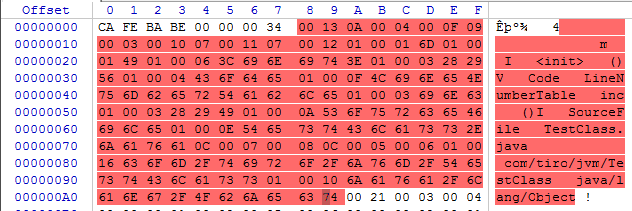 Offset 0 1 2 3 4 5 6 7 8 9 A B C D E F
00000000 CA FE BA BE 00 00 00 34 00 13 0A 00 04 00 0F 09 Êþº¾ 4
00000010 00 03 00 10 07 00 11 07 00 12 01 00 01 6D 01 00 m
00000020 01 49 01 00 06 3C 69 6E 69 74 3E 01 00 03 28 29 I <init> ()
00000030 56 01 00 04 43 6F 64 65 01 00 0F 4C 69 6E 65 4E V Code LineN
00000040 75 6D 62 65 72 54 61 62 6C 65 01 00 03 69 6E 63 umberTable inc
00000050 01 00 03 28 29 49 01 00 0A 53 6F 75 72 63 65 46 ()I SourceF
00000060 69 6C 65 01 00 0E 54 65 73 74 43 6C 61 73 73 2E ile TestClass.
00000070 6A 61 76 61 0C 00 07 00 08 0C 00 05 00 06 01 00 java
00000080 16 63 6F 6D 2F 74 69 72 6F 2F 6A 76 6D 2F 54 65 com/tiro/jvm/Te
00000090 73 74 43 6C 61 73 73 01 00 10 6A 61 76 61 2F 6C stClass java/l
000000A0 61 6E 67 2F 4F 62 6A 65 63 74 00 21 00 03 00 04 ang/Object !